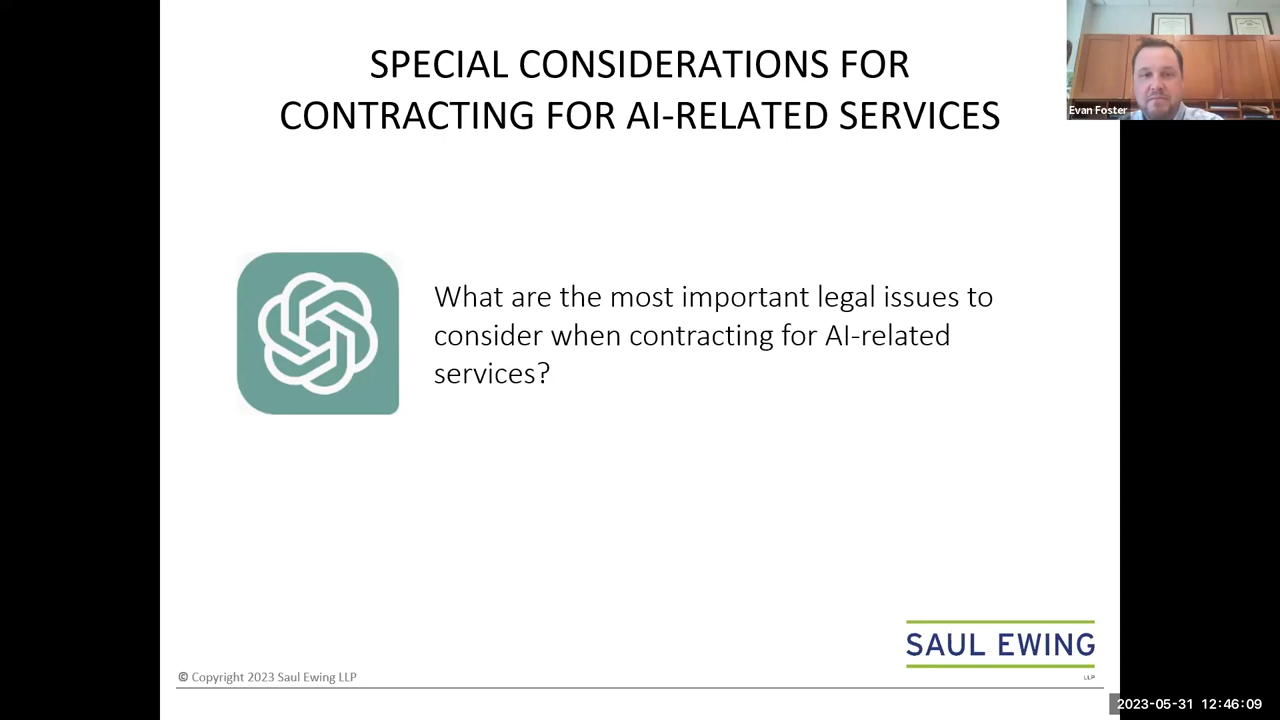 SPECIAL CONSIDERATIONS FOR
CONTRACTING FOR AI-RELATED SERVICES
Evan Foster
What are the most important legal issues to
consider when contracting for AI-related
services?
SAUL EWING
LLP
© Copyright 2023 Saul Ewing LLP
2023-05-31 12:46:09